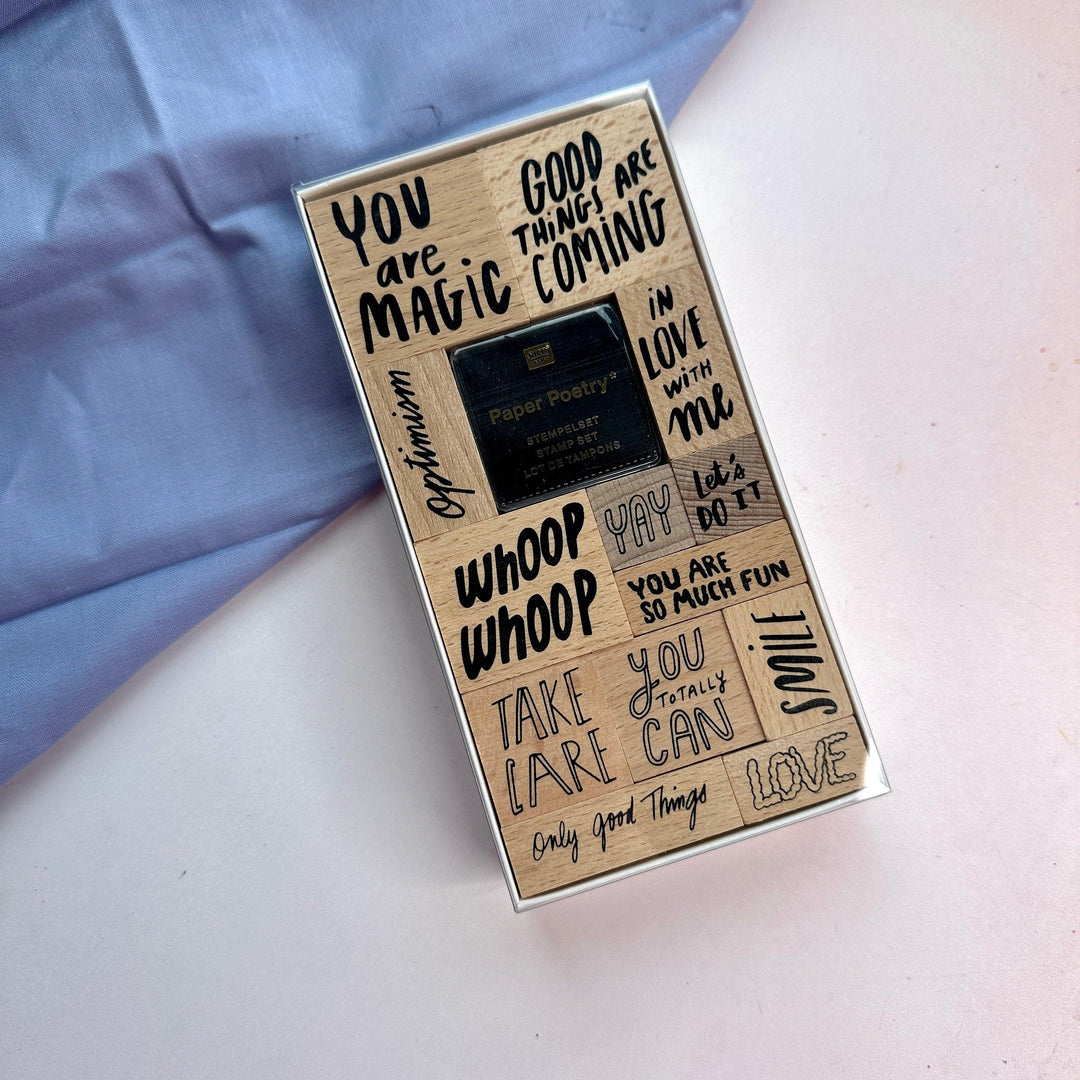 YOU
are
MAGiC
GOOD
THiNGS ARE
COMiNG
iN
LOVE
WiTH
me
Optimism
Paper Poetry*
STEMPELSET
STAMP SET
LOT DE TAMPONS
YAY
Let's
DO IT
WhOOP
WhOOP
YOU ARE
SO MUCH FUN
TAKE
CARE
YOU
ToTALLY
CAN
SMiLE
Only good Things
LOVE